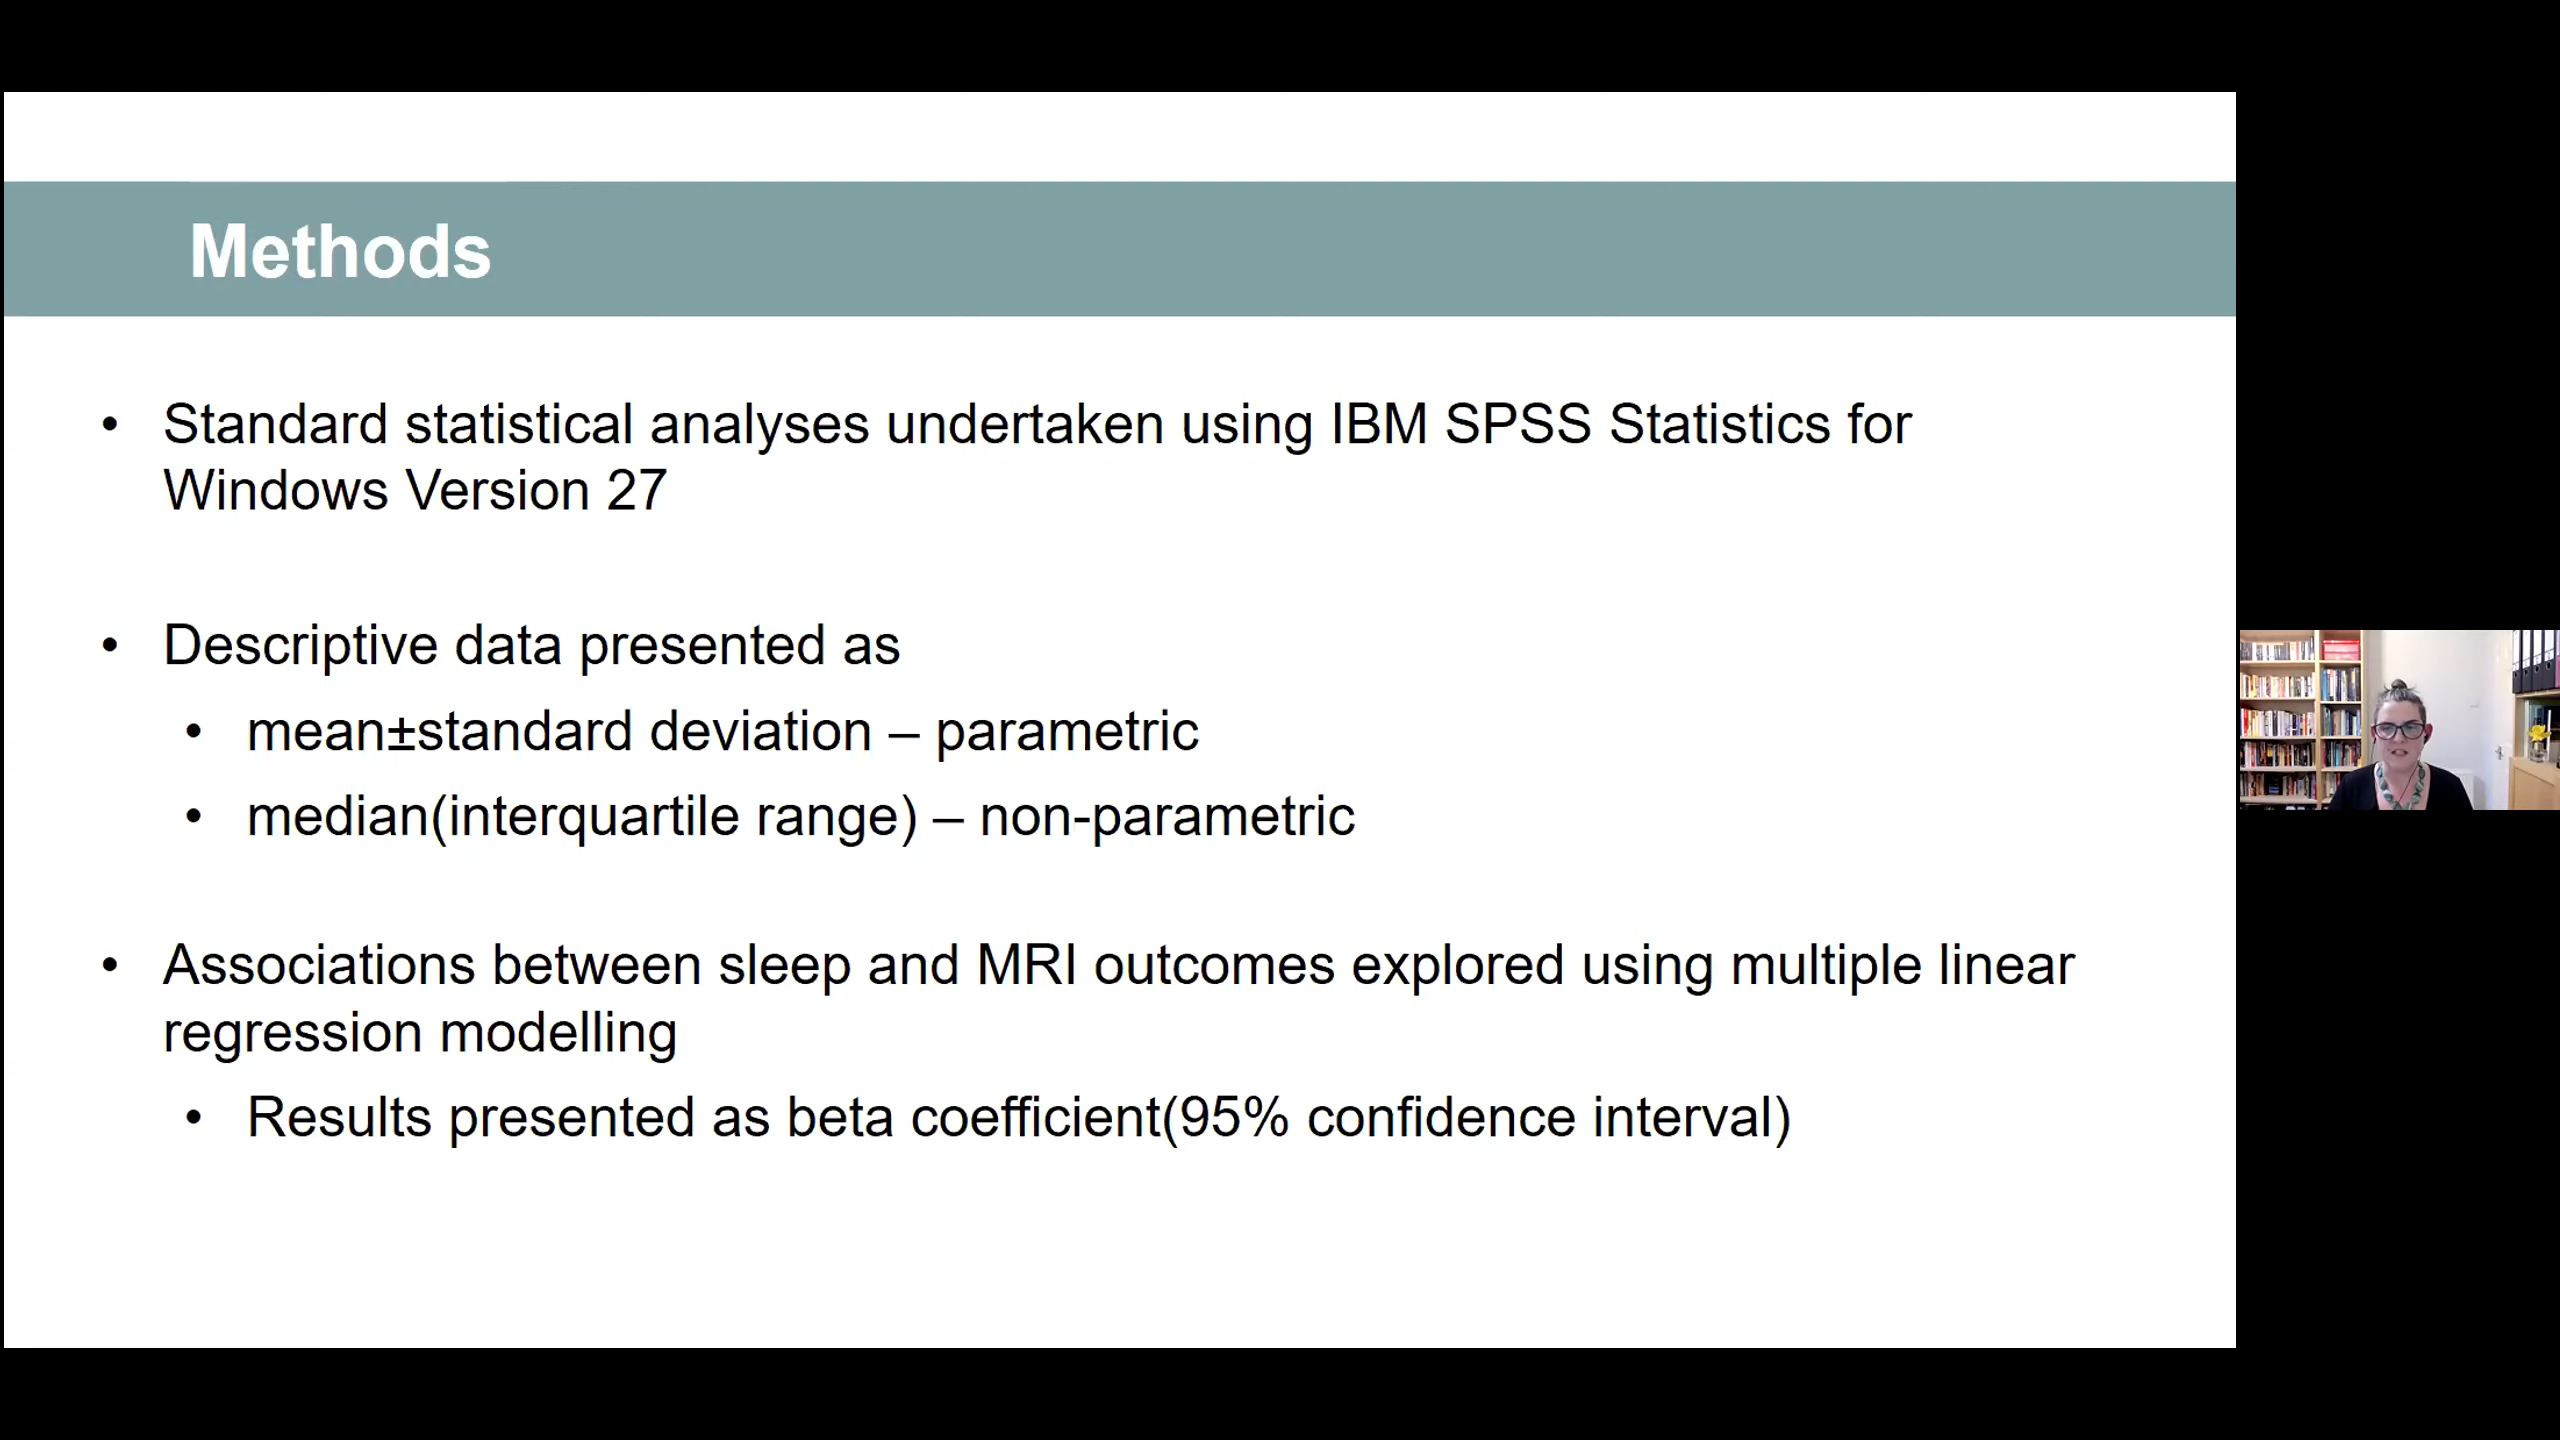 Methods
• Standard statistical analyses undertaken using IBM SPSS Statistics for
Windows Version 27
• Descriptive data presented as
• mean±standard deviation – parametric
• median(interquartile range) – non-parametric
• Associations between sleep and MRI outcomes explored using multiple linear
regression modelling
• Results presented as beta coefficient(95% confidence interval)